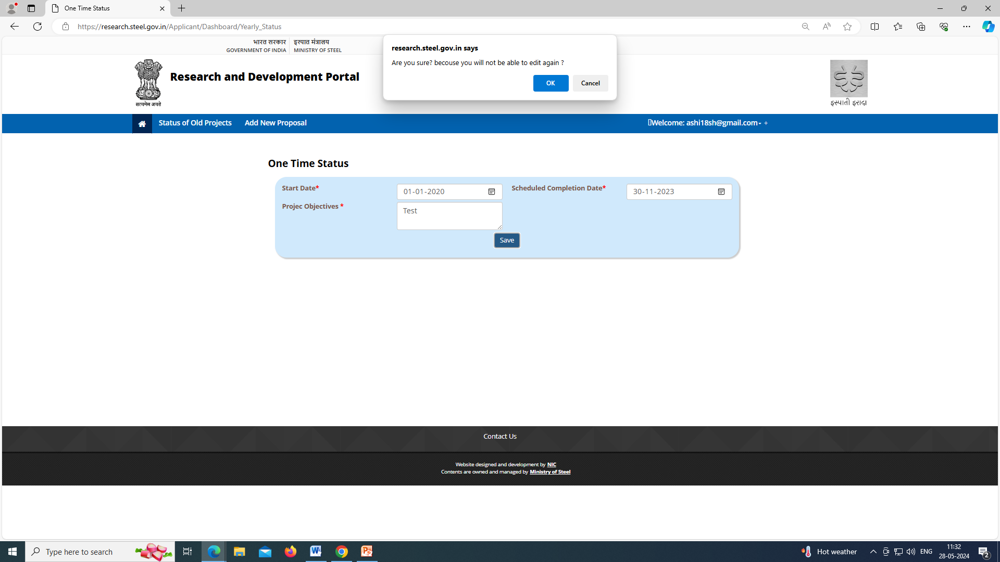 One Time Status
https://research.steel.gov.in/Applicant/Dashboard/Yearly_Status
भारत सरकार
GOVERNMENT OF INDIA
इस्पात मंत्रालय
MINISTRY OF STEEL
research.steel.gov.in says
Are you sure? becouse you will not be able to edit again ?
OK
Cancel
सत्यमेव जयते
Research and Development Portal
इस्पाती इरादा
Status of Old Projects
Add New Proposal
Welcome: ashi18sh@gmail.com +
One Time Status
Start Date*
01-01-2020
Scheduled Completion Date*
30-11-2023
Projec Objectives *
Test
Save
Contact Us
Website designed and development by NIC
Contents are owned and managed by Ministry of Steel
Type here to search
Hot weather
ENG
11:32
28-05-2024
2